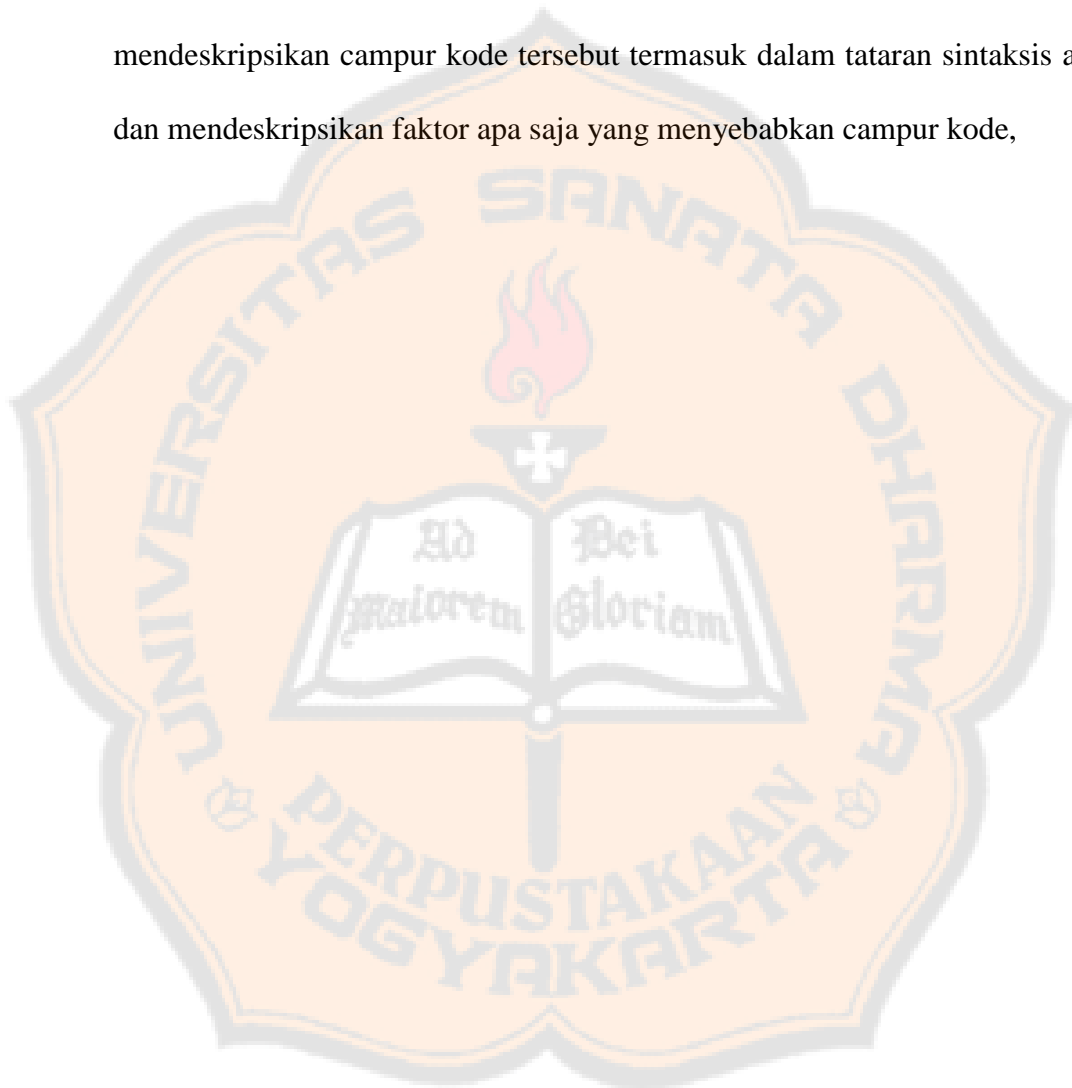 mendeskripsikan campur kode tersebut termasuk dalam tataran sintaksis a
dan mendeskripsikan faktor apa saja yang menyebabkan campur kode,
UNIVERSITAS SANATA DHARMA
Ad Dei
Maiorem Gloriam
PERPUSTAKAAN
YOGYAKARTA